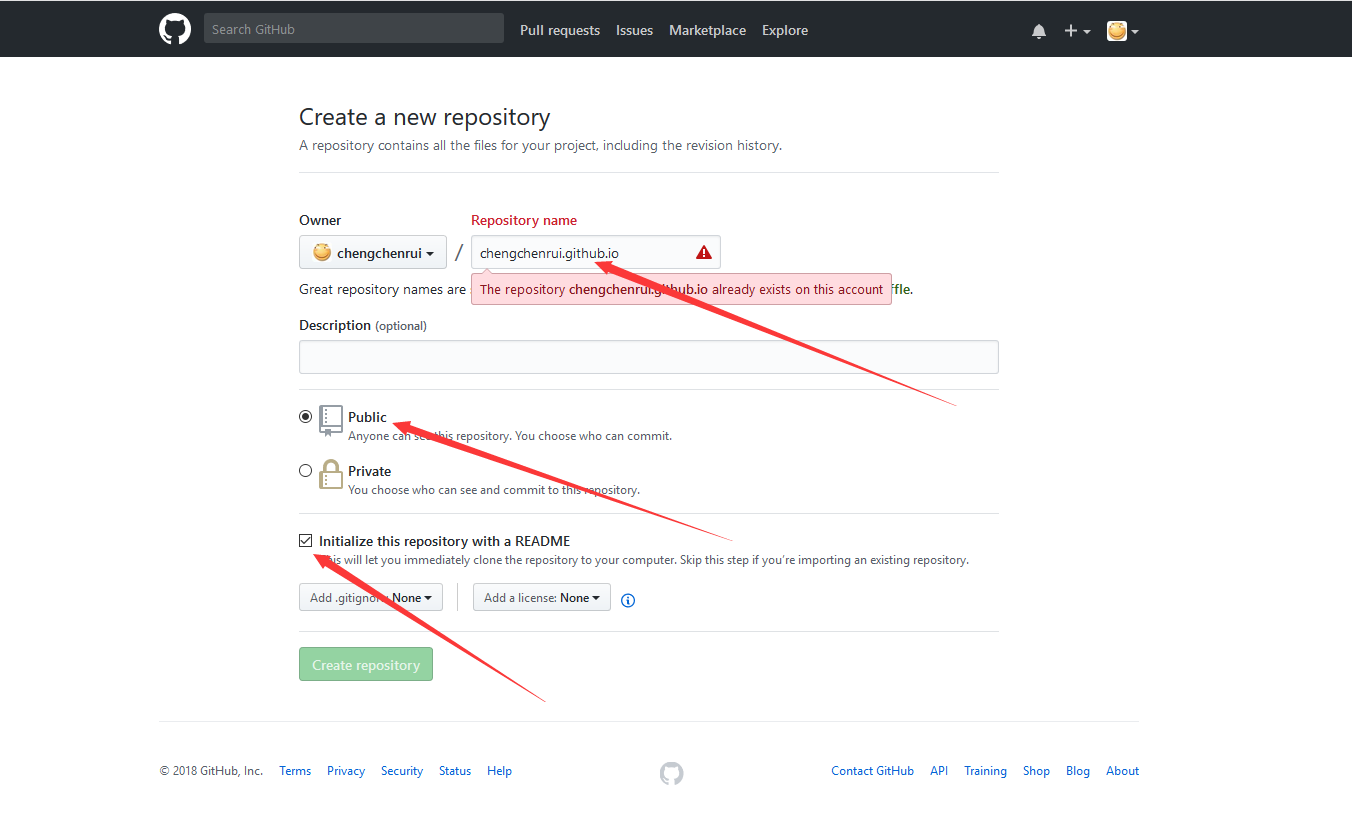 Search GitHub
Pull requests Issues Marketplace Explore
Create a new repository
A repository contains all the files for your project, including the revision history.
Owner
Repository name
chengchenrui / chengchenrui.github.io
Great repository names are
The repository chengchenrui.github.io already exists on this account
ffle.
Description (optional)
Public
Anyone can see this repository. You choose who can commit.
Private
You choose who can see and commit to this repository.
Initialize this repository with a README
This will let you immediately clone the repository to your computer. Skip this step if you're importing an existing repository.
Add .gitignore: None Add a license: None
Create repository
© 2018 GitHub, Inc. Terms Privacy Security Status Help Contact GitHub API Training Shop Blog About